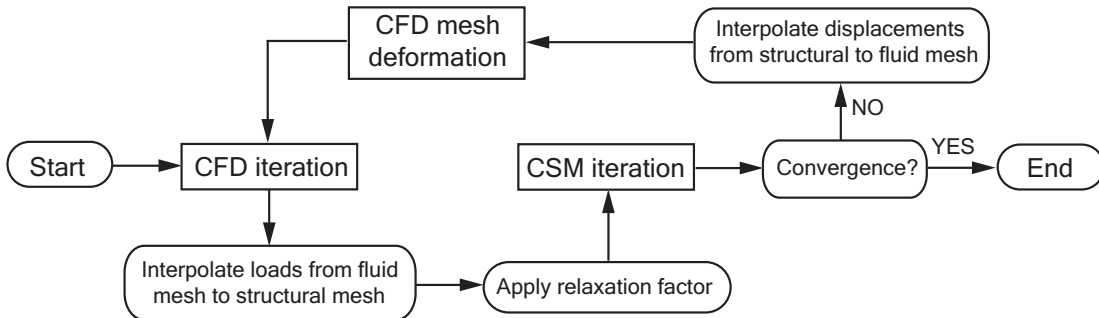 CFD mesh
deformation
Interpolate displacements
from structural to fluid mesh
NO
Start
CFD iteration
CSM iteration
Convergence?
YES
End
Interpolate loads from fluid
mesh to structural mesh
Apply relaxation factor